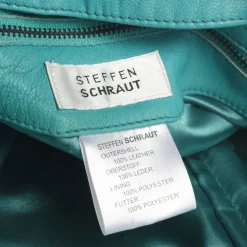 STEFFEN
SCHRAUT
STEFFEN SCHRAUT
OUTERSHELL
100% LEATHER
OBERSTOFF
100% LEDER
LINING
100% POLYESTER
FUTTER
100% POLYESTER